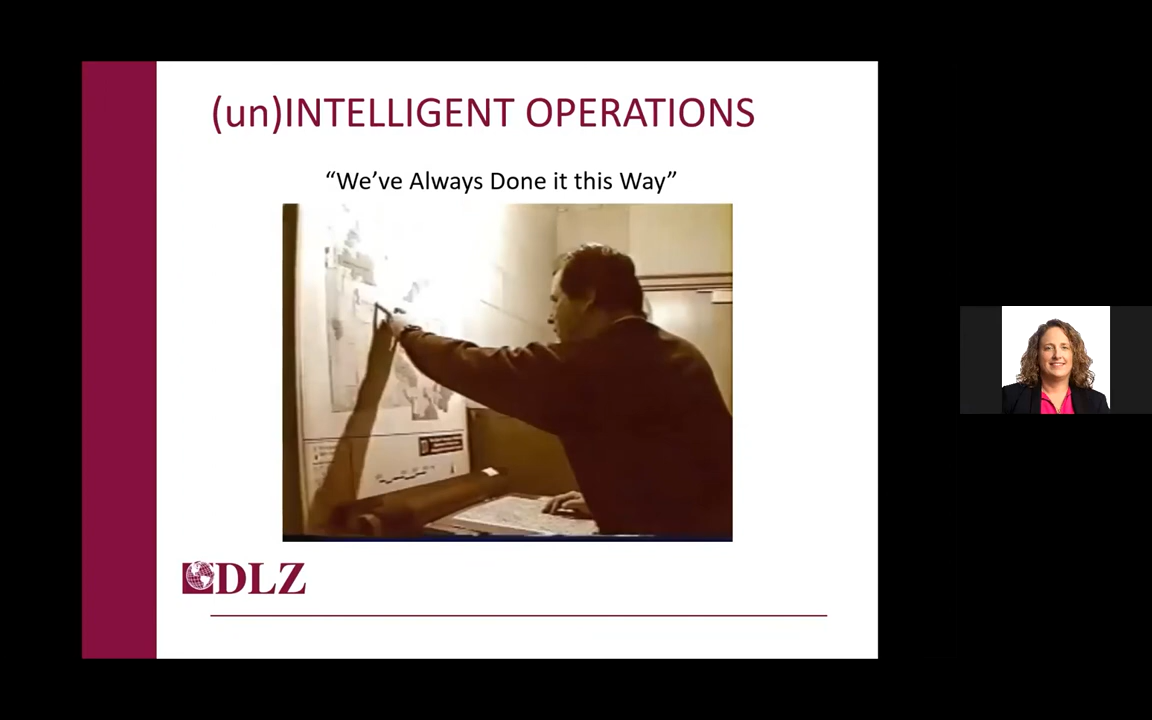 (un)INTELLIGENT OPERATIONS
“We’ve Always Done it this Way”
DLZ